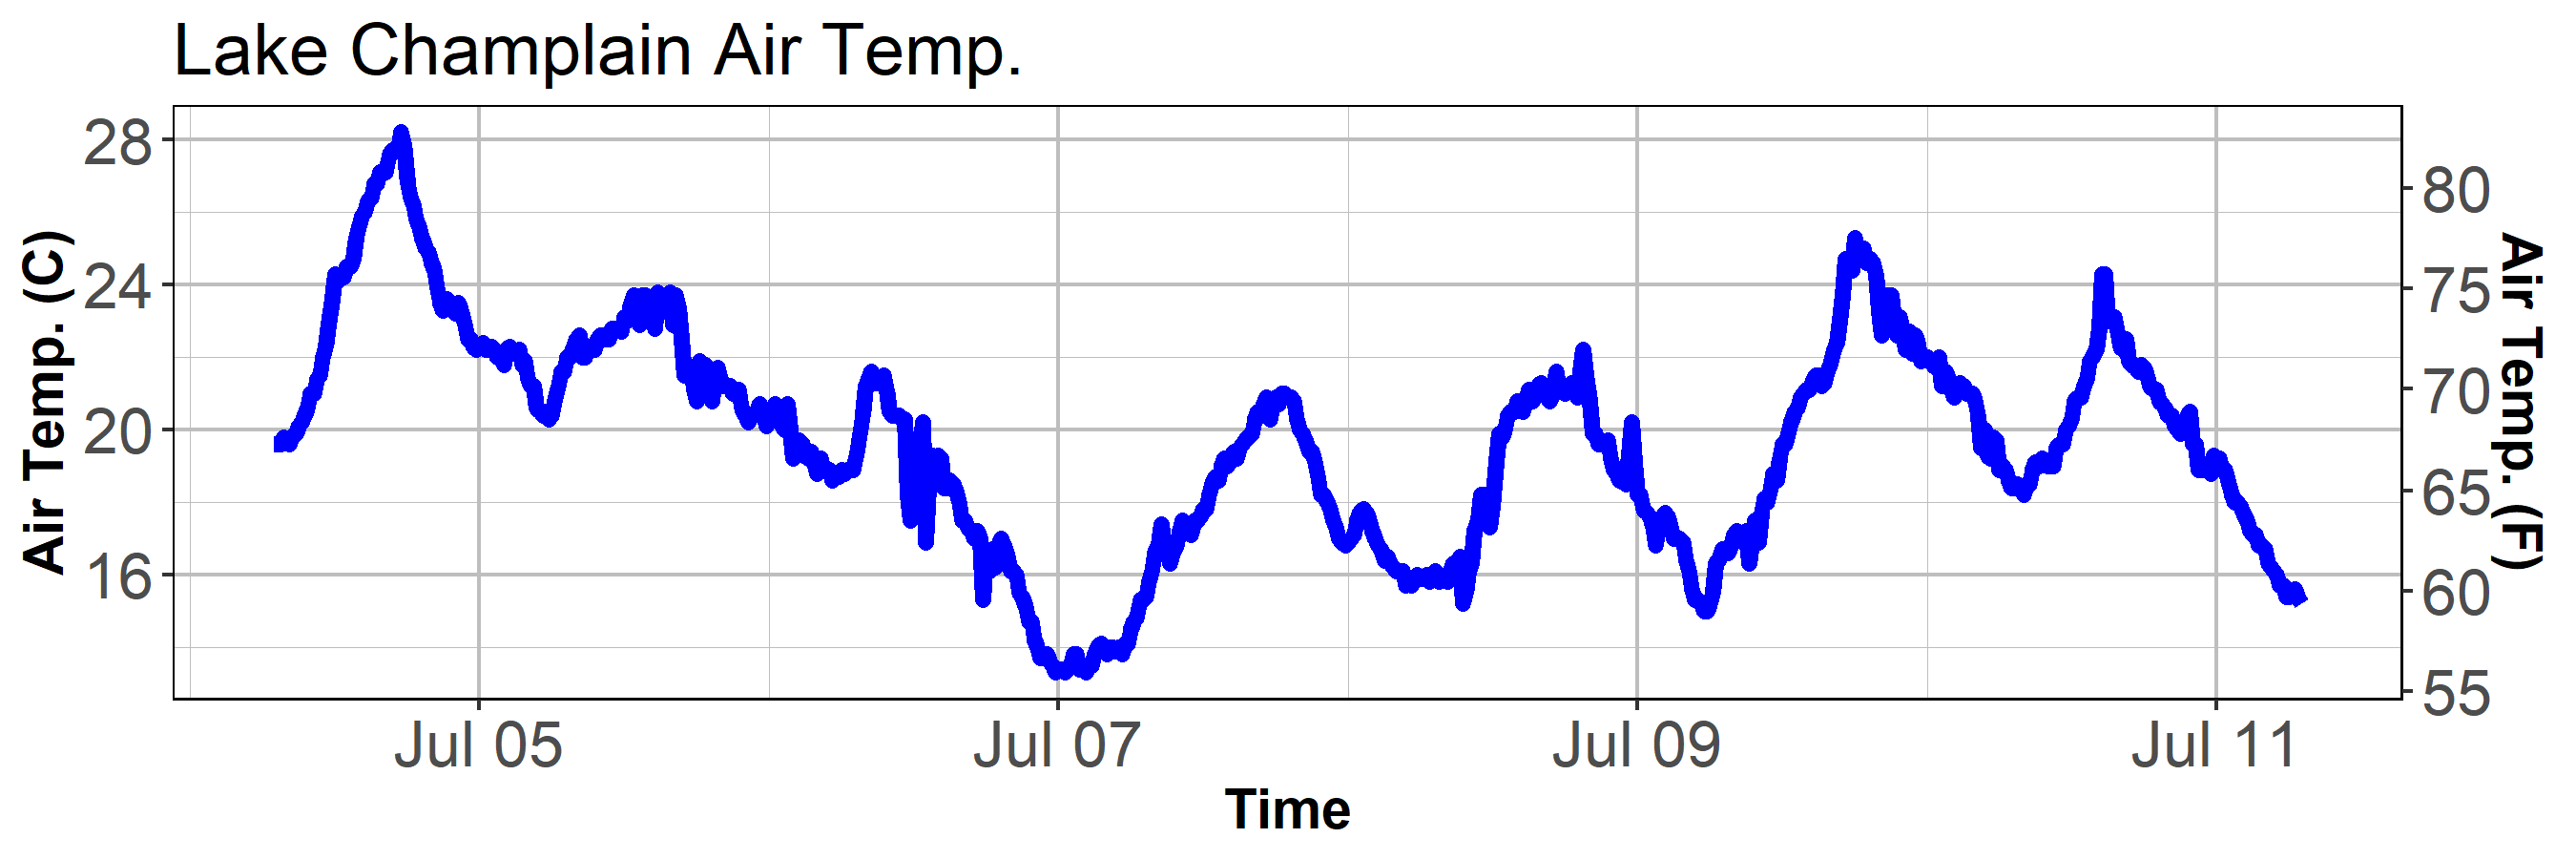 Lake Champlain Air Temp.
28
24
20
16
Air Temp. (C)
80
75
70
65
60
55
Air Temp. (F)
Jul 05 Jul 07 Jul 09 Jul 11
Time